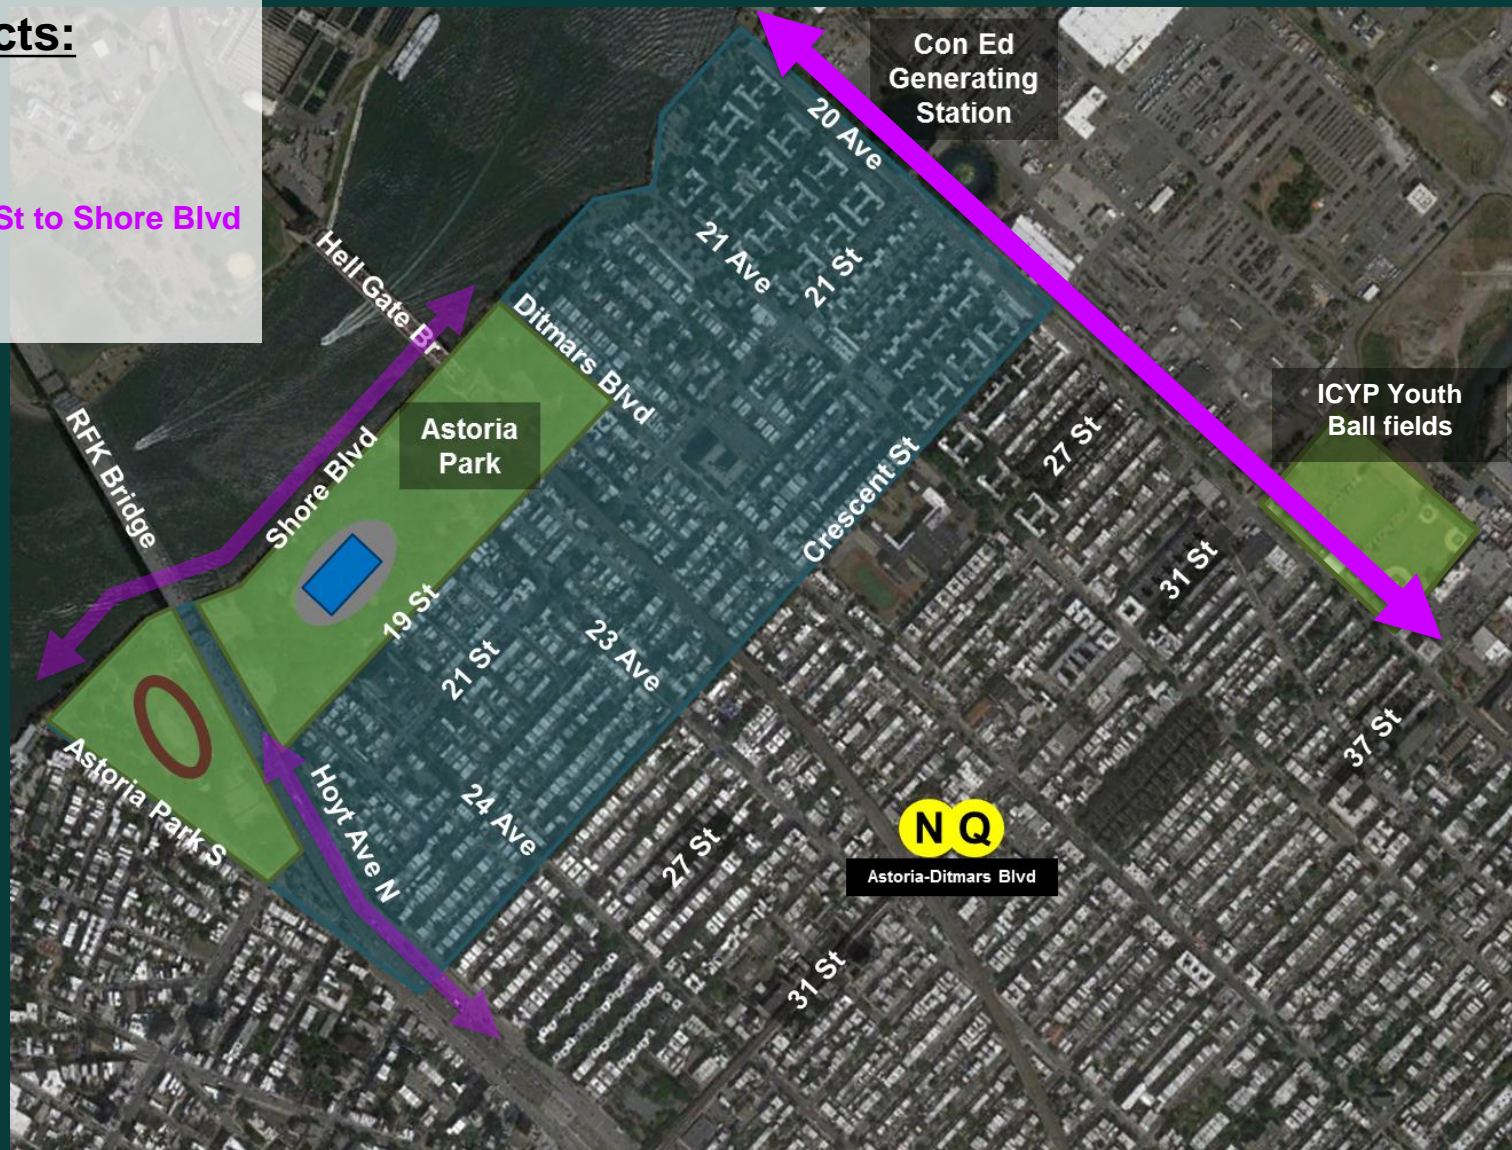 cts:
St to Shore Blvd
Con Ed
Generating
Station
20 Ave
21 Ave
21 St
Hell Gate Br
Ditmars Blvd
Astoria
Park
ICYP Youth
Ball fields
RFK Bridge
Shore Blvd
27 St
Crescent St
31 St
19 St
21 St
23 Ave
37 St
Astoria Park S
Hoyt Ave N
24 Ave
27 St
N Q
Astoria-Ditmars Blvd
31 St